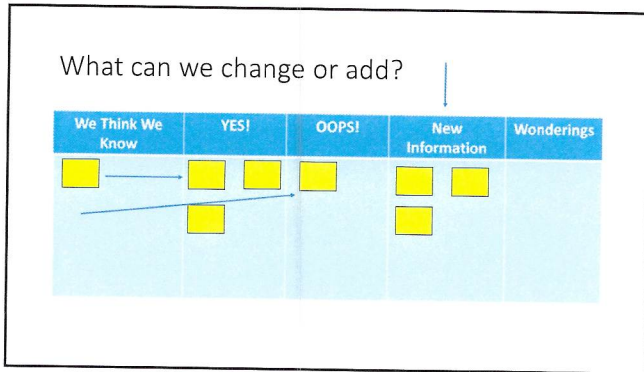 What can we change or add?
We Think We
Know
YES!
OOPS!
New
Information
Wonderings